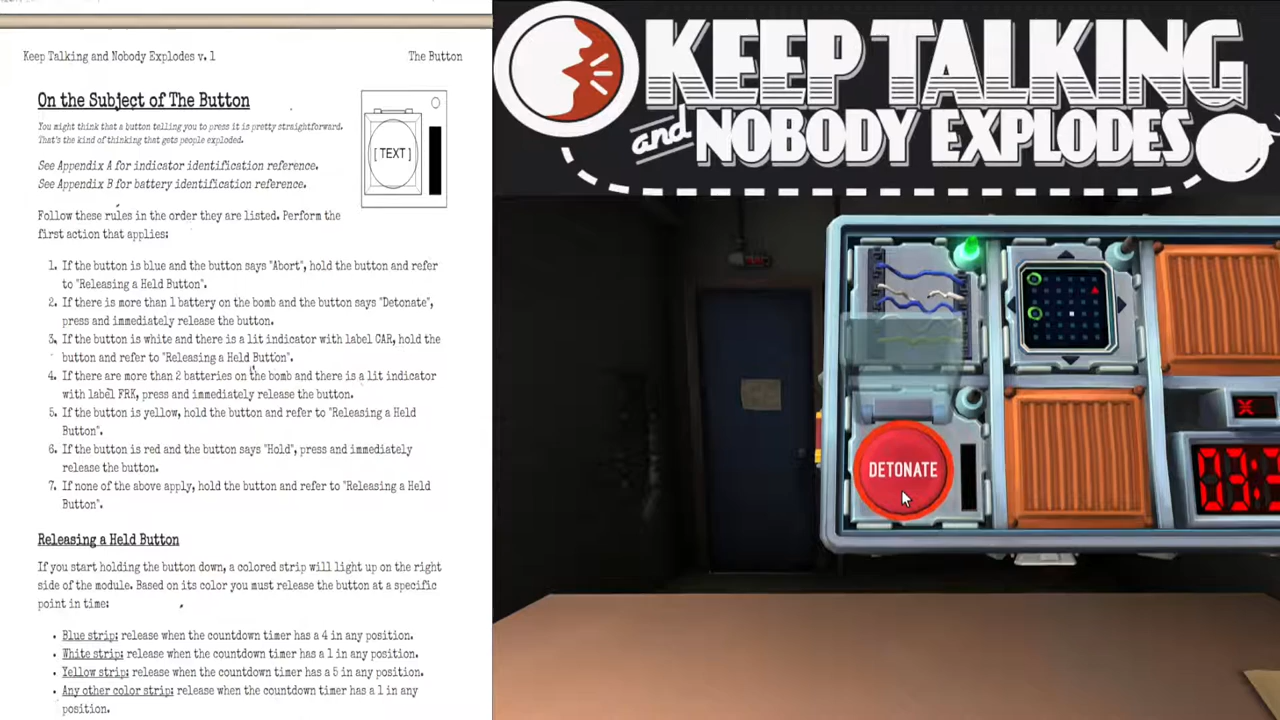 Keep Talking and Nobody Explodes v. 1
The Button
On the Subject of The Button
You might think that a button telling you to press it is pretty straightforward.
That's the kind of thinking that gets people exploded.
See Appendix A for indicator identification reference.
See Appendix B for battery identification reference.
[ TEXT ]
Follow these rules in the order they are listed. Perform the
first action that applies:
1. If the button is blue and the button says "Abort", hold the button and refer
to "Releasing a Held Button".
2. If there is more than 1 battery on the bomb and the button says "Detonate",
press and immediately release the button.
3. If the button is white and there is a lit indicator with label CAR, hold the
button and refer to "Releasing a Held Button".
4. If there are more than 2 batteries on the bomb and there is a lit indicator
with label FRK, press and immediately release the button.
5. If the button is yellow, hold the button and refer to "Releasing a Held
Button".
6. If the button is red and the button says "Hold", press and immediately
release the button.
7. If none of the above apply, hold the button and refer to "Releasing a Held
Button".
Releasing a Held Button
If you start holding the button down, a colored strip will light up on the right
side of the module. Based on its color you must release the button at a specific
point in time:
• Blue strip: release when the countdown timer has a 4 in any position.
• White strip: release when the countdown timer has a 1 in any position.
• Yellow strip: release when the countdown timer has a 5 in any position.
• Any other color strip: release when the countdown timer has a 1 in any
position.
KEEP TALKING
and NOBODY EXPLODES
DETONATE
X
03: